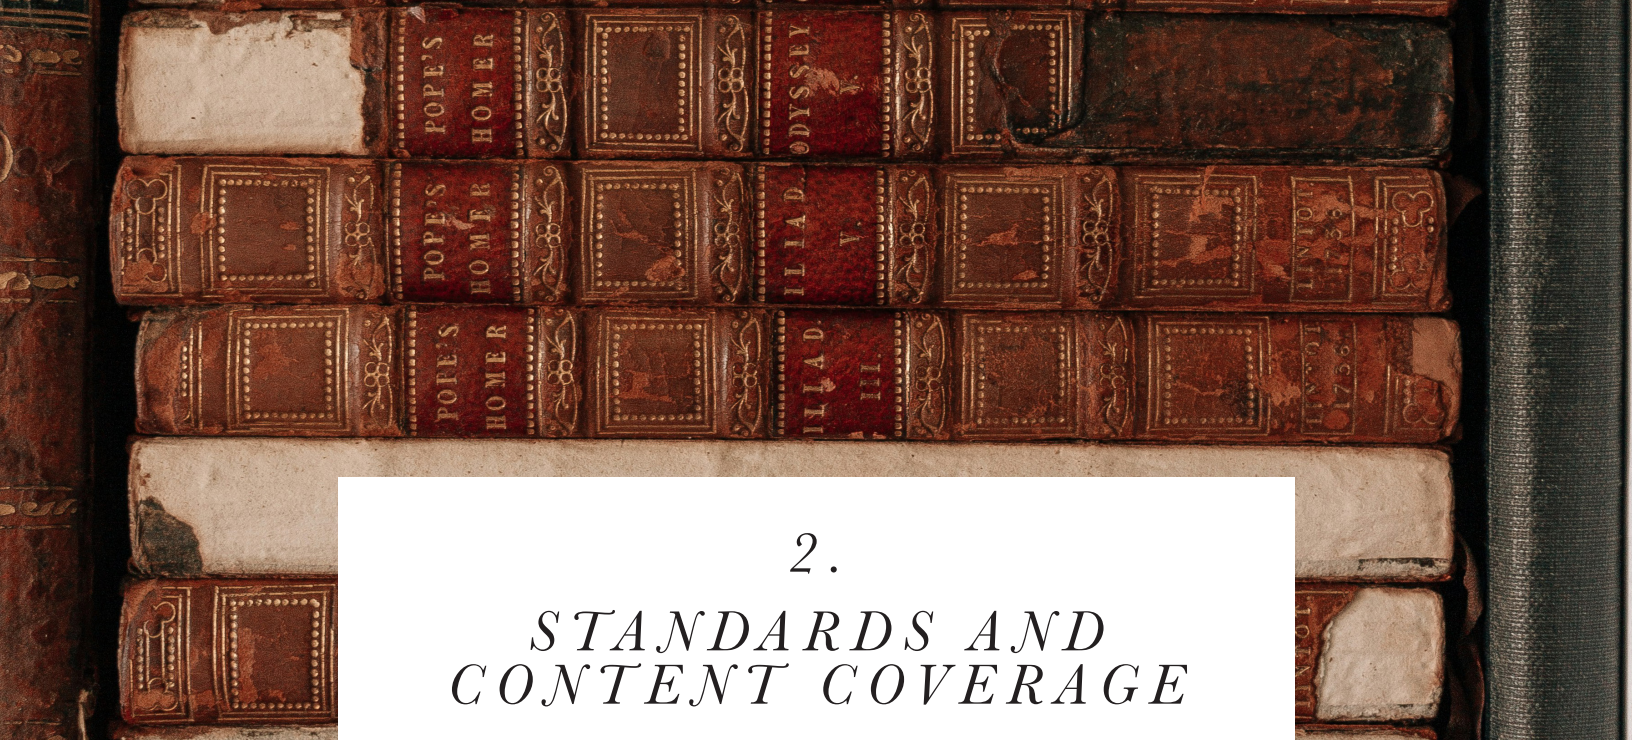 POPE'S
HOMER
ODYSSEY.
V.
POPE'S
HOMER
ILIAD
V.
POPE'S
HOMER
ILIAD
III.
2.
STANDARDS AND
CONTENT COVERAGE